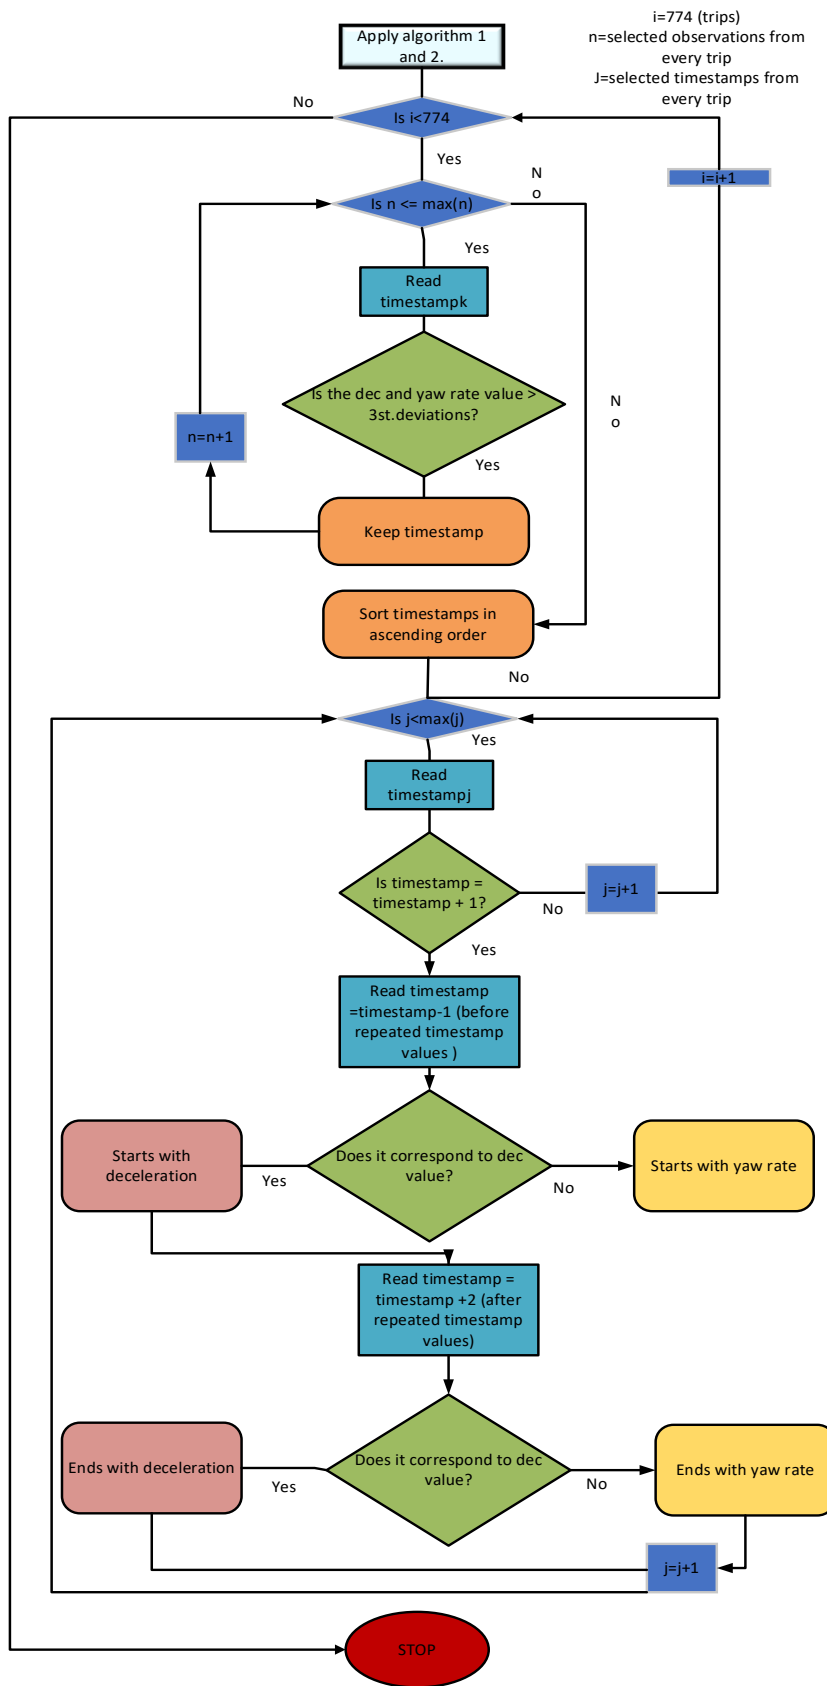 i=774 (trips)
n=selected observations from
every trip
J=selected timestamps from
every trip
Apply algorithm 1
and 2.
No
Is i<774
Yes
N
o
i=i+1
Is n <= max(n)
Yes
Read
timestampk
Is the dec and yaw rate value >
3st.deviations?
N
o
n=n+1
Yes
Keep timestamp
Sort timestamps in
ascending order
No
Is j<max(j)
Yes
Read
timestampj
Is timestamp =
timestamp + 1?
No
j=j+1
Yes
Read timestamp
=timestamp-1 (before
repeated timestamp
values )
Starts with
deceleration
Yes
Does it correspond to dec
value?
No
Starts with yaw rate
Read timestamp =
timestamp +2 (after
repeated timestamp
values)
Ends with deceleration
Yes
Does it correspond to dec
value?
No
Ends with yaw rate
j=j+1
STOP